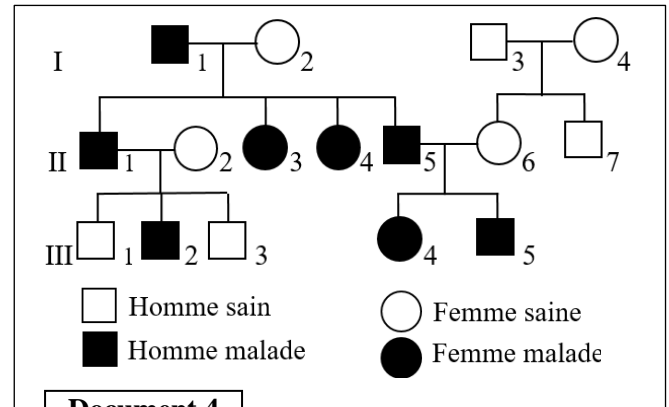 I 1 2 3 4
II 1 2 3 4 5 6 7
III 1 2 3 4 5
Homme sain Femme saine
Homme malade Femme malade
Document 4